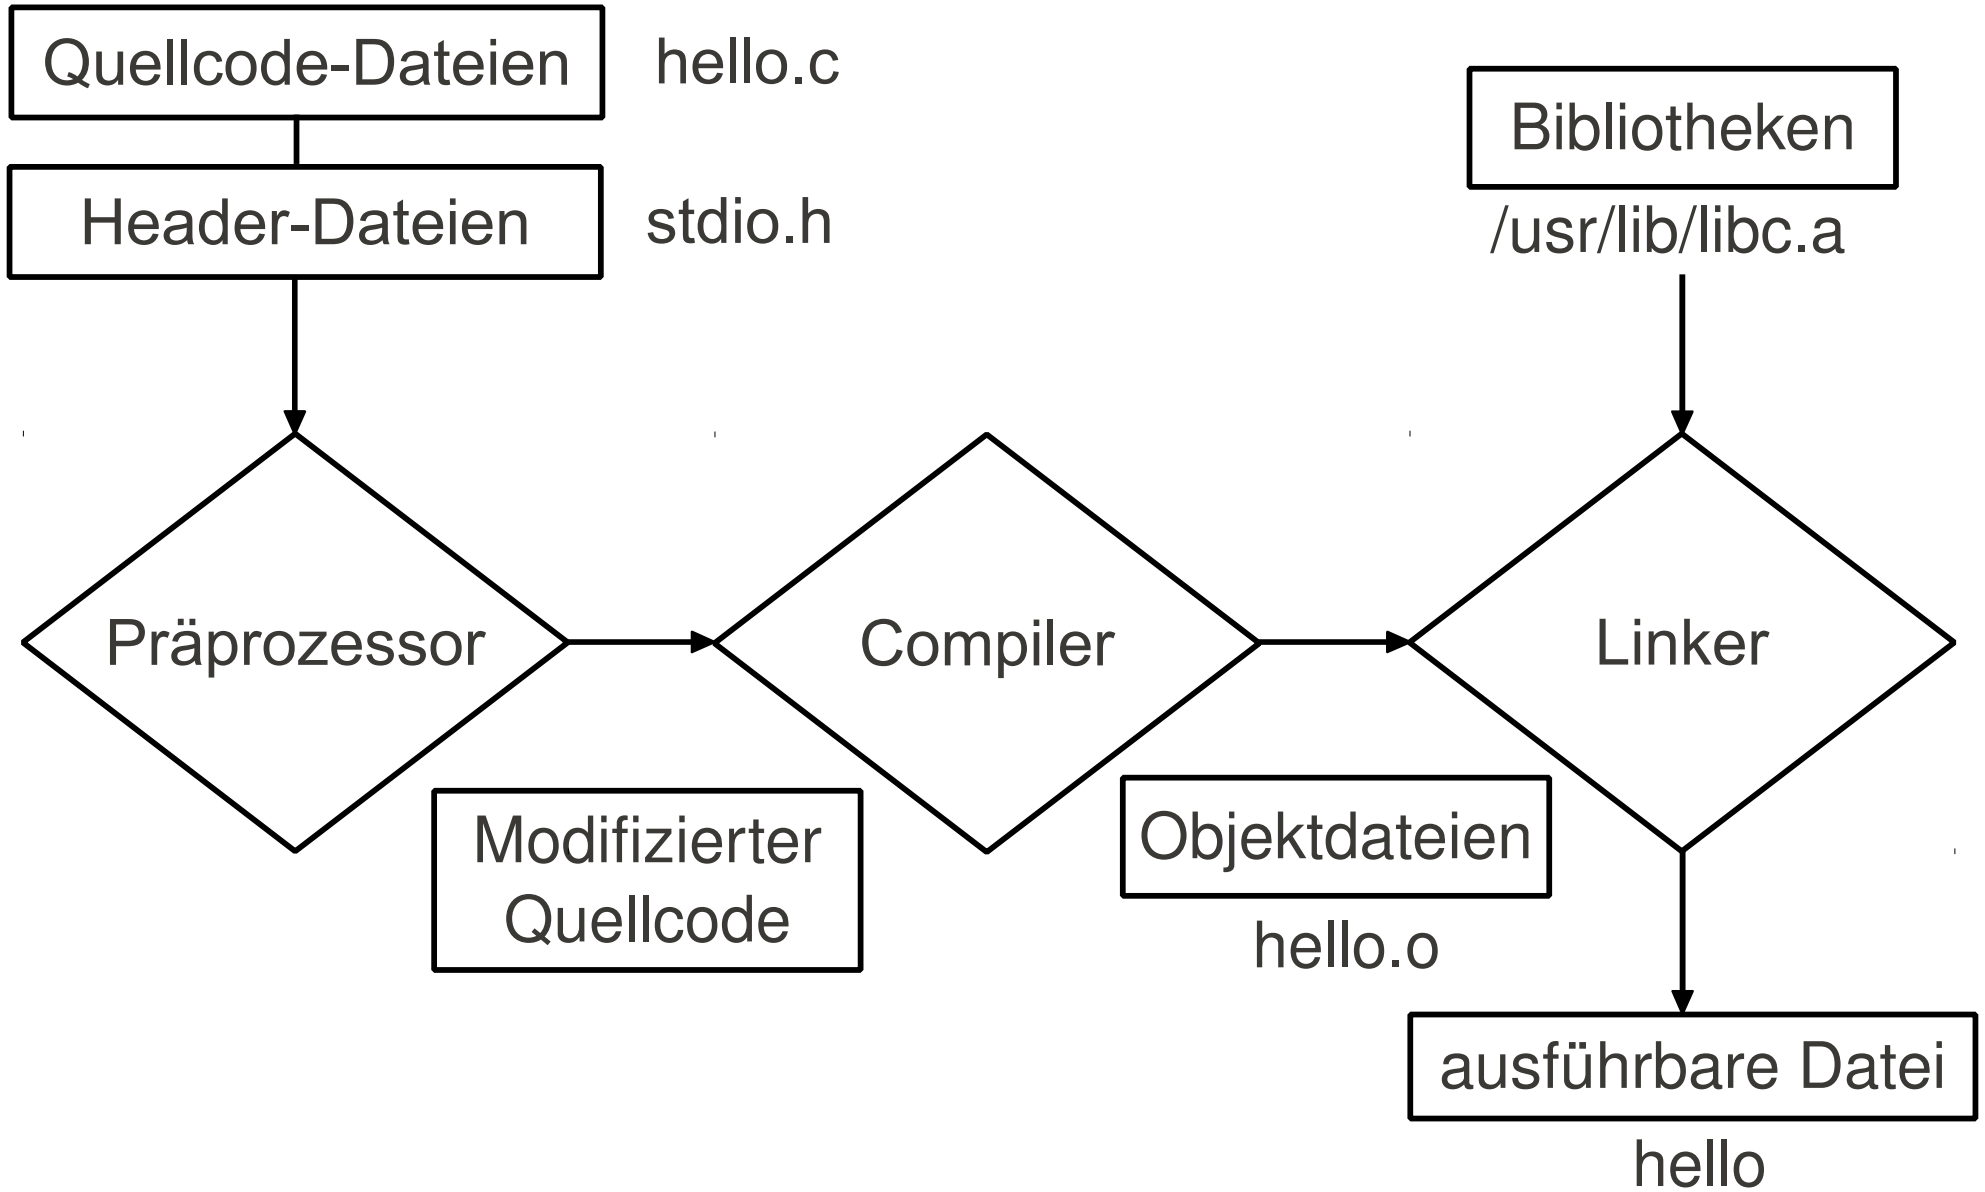 Quellcode-Dateien
hello.c
Header-Dateien
stdio.h
Bibliotheken
/usr/lib/libc.a
Präprozessor
Compiler
Linker
Modifizierter
Quellcode
Objektdateien
hello.o
ausführbare Datei
hello